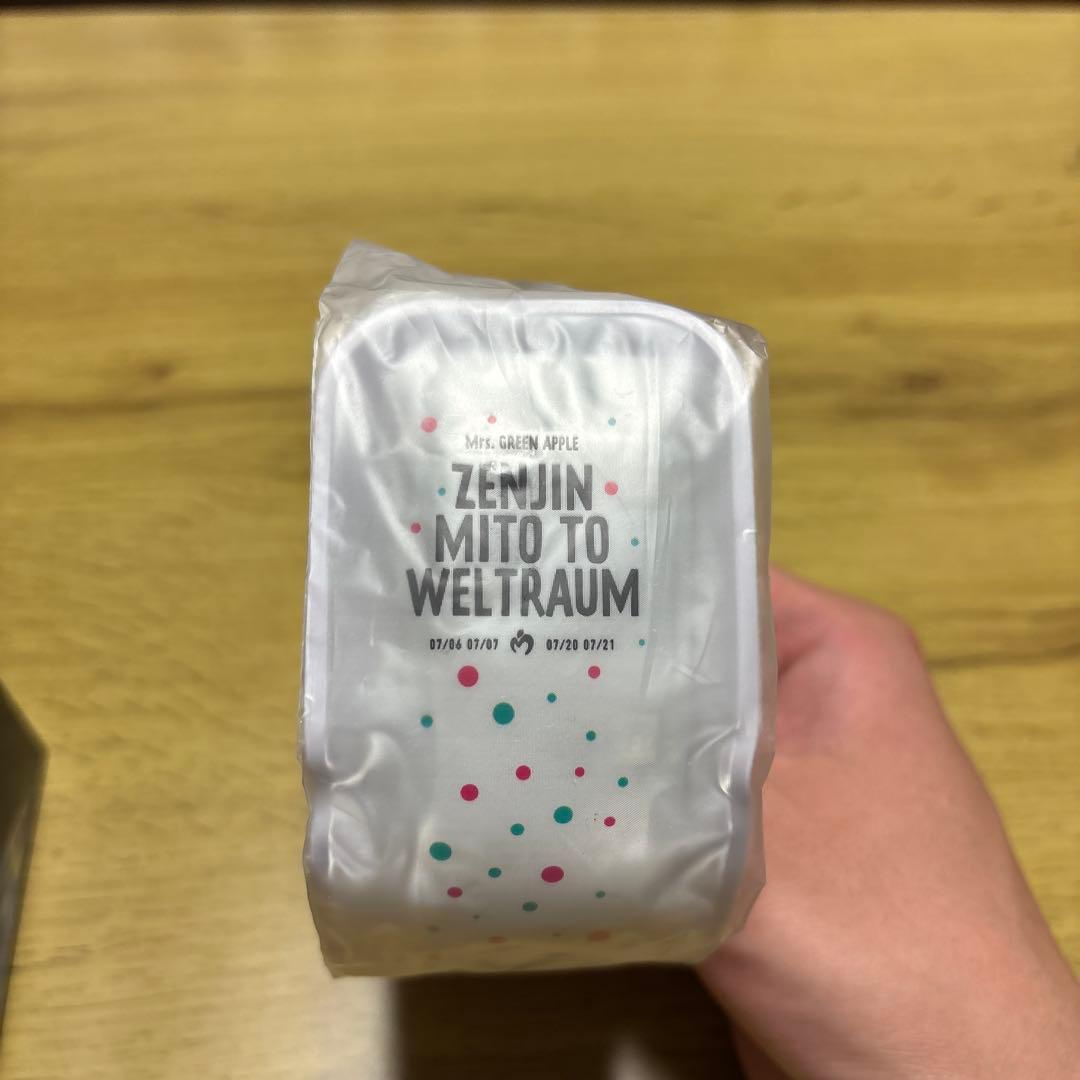 Mrs. GREEN APPLE
ZENJIN
MITO TO
WELTRAUM
07/06 07/07 07/20 07/21